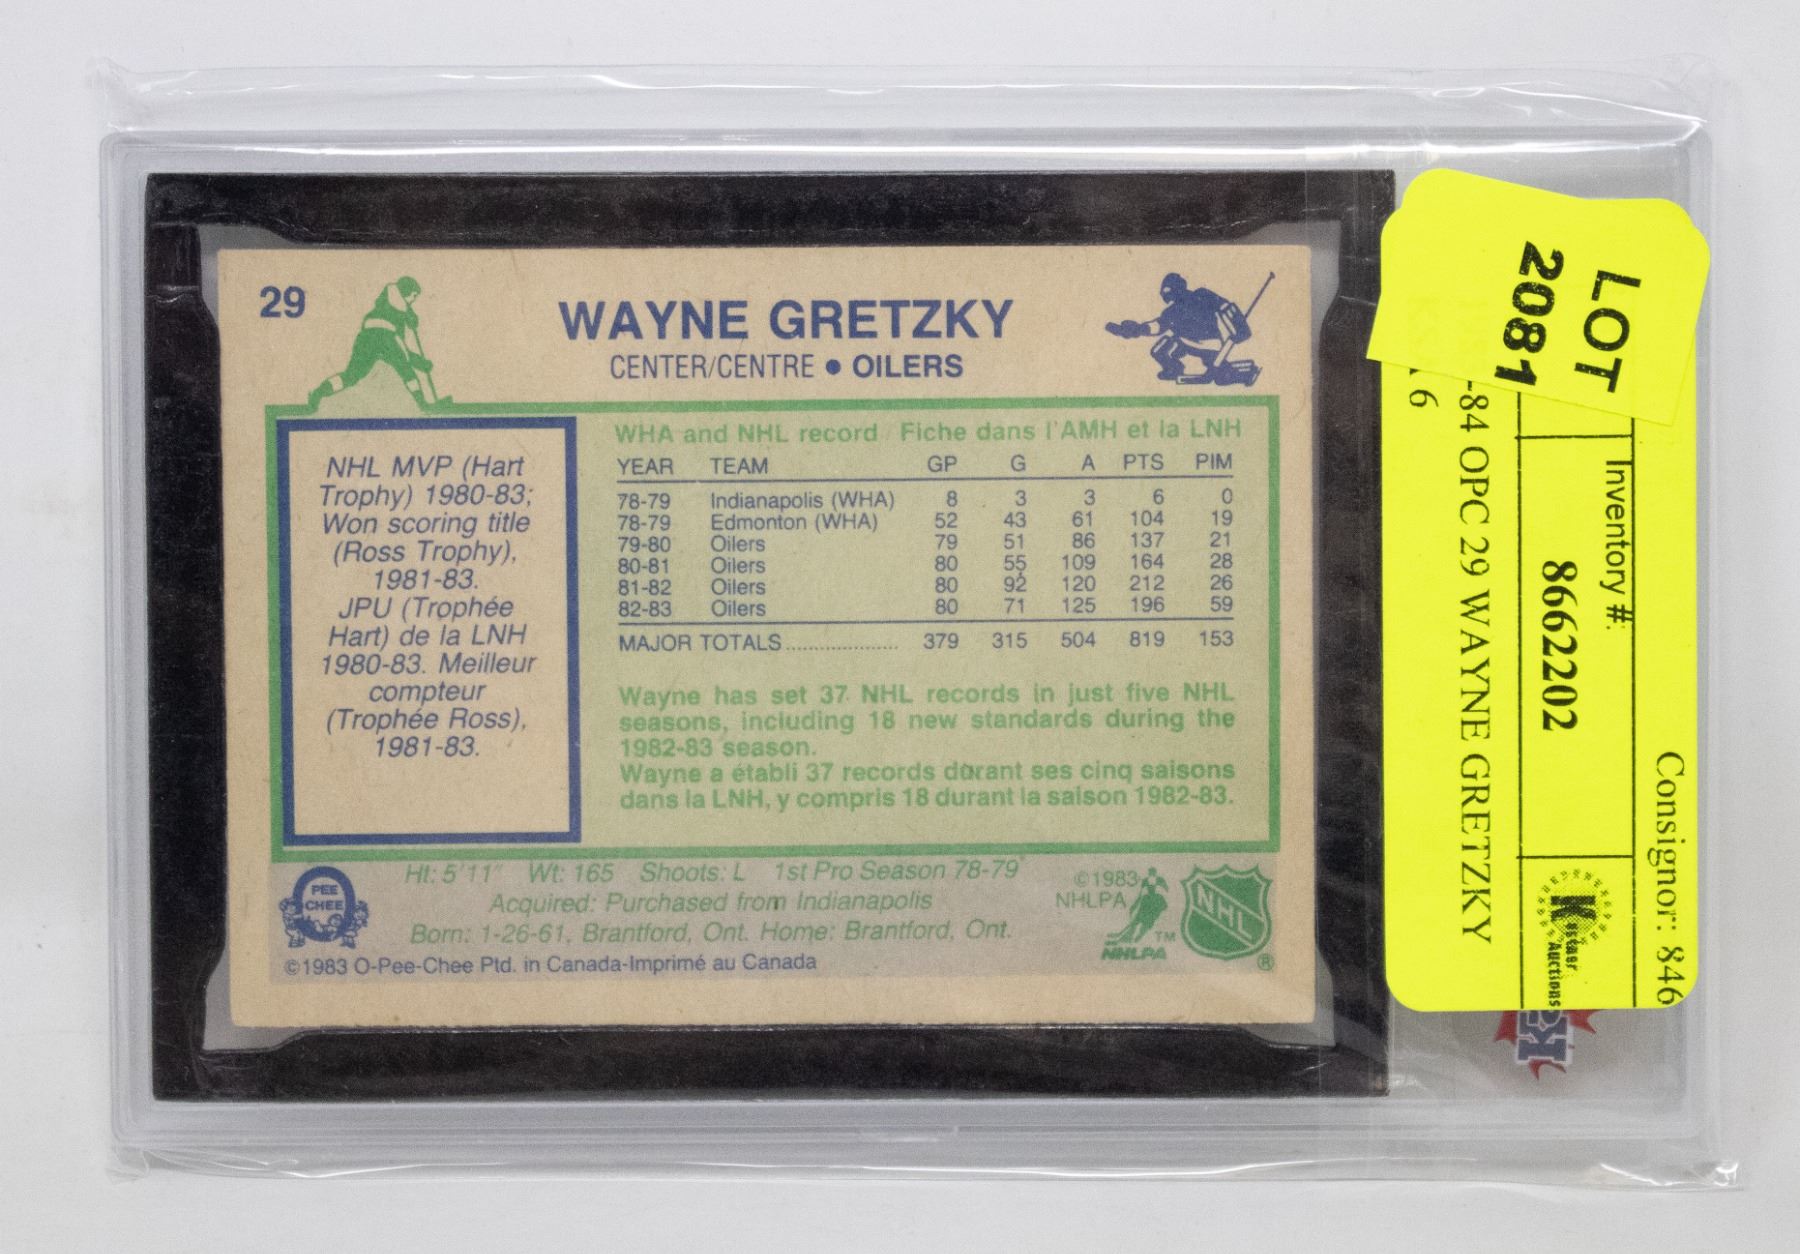 29
WAYNE GRETZKY
CENTER/CENTRE • OILERS
NHL MVP (Hart
Trophy) 1980-83;
Won scoring title
(Ross Trophy),
1981-83.
JPU (Trophée
Hart) de la LNH
1980-83. Meilleur
compteur
(Trophée Ross),
1981-83.
WHA and NHL record Fiche dans l'AMH et la LNH
YEAR TEAM GP G A PTS PIM
78-79 Indianapolis (WHA) 8 3 3 6 0
78-79 Edmonton (WHA) 52 43 61 104 19
79-80 Oilers 79 51 86 137 21
80-81 Oilers 80 55 109 164 28
81-82 Oilers 80 92 120 212 26
82-83 Oilers 80 71 125 196 59
MAJOR TOTALS.................... 379 315 504 819 153
Wayne has set 37 NHL records in just five NHL
seasons, including 18 new standards during the
1982-83 season.
Wayne a établi 37 records durant ses cinq saisons
dans la LNH, y compris 18 durant la saison 1982-83.
PEE
CHEE
Ht: 5'11" Wt: 165 Shoots: L 1st Pro Season 78-79
Acquired: Purchased from Indianapolis
Born: 1-26-61, Brantford, Ont. Home: Brantford, Ont.
©1983 O-Pee-Chee Ptd. in Canada-Imprimé au Canada
©1983
NHLPA
TM
NHLPA
NHL
®
LOT
2081
Consignor: 846
Inventory #:
8662202
Kastner
Auctions
-84 OPC 29 WAYNE GRETZKY
6
K